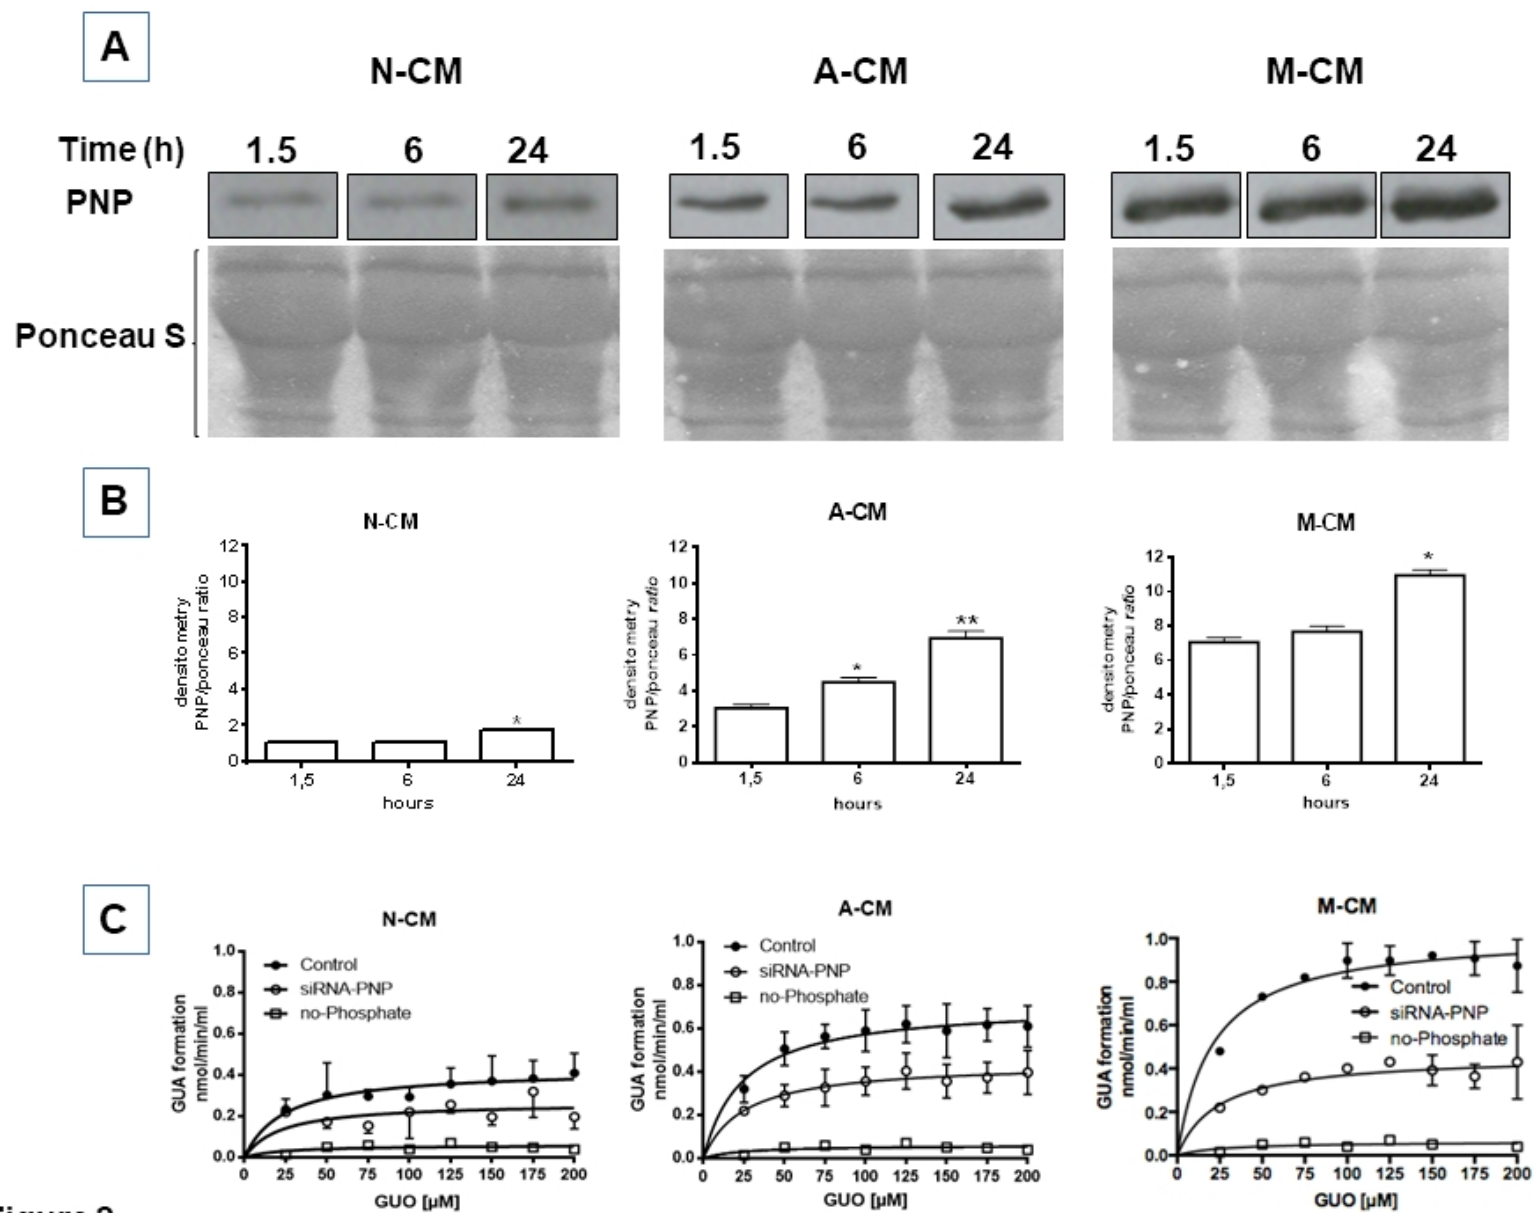 A
N-CM A-CM M-CM
Time (h) 1.5 6 24 1.5 6 24 1.5 6 24
PNP
Ponceau S
B
N-CM
densitometry
PNP/ponceau ratio
12
10
8
6
4
2
0
*
1,5 6 24
hours
A-CM
densitometry
PNP/ponceau ratio
12
10
8
6
4
2
0
*
**
1,5 6 24
hours
M-CM
densitometry
PNP/ponceau ratio
12
10
8
6
4
2
0
*
1,5 6 24
hours
C
N-CM
GUA formation
nmol/min/ml
1.0
0.8
0.6
0.4
0.2
0.0
Control
siRNA-PNP
no-Phosphate
0 25 50 75 100 125 150 175 200
GUO [µM]
A-CM
GUA formation
nmol/min/ml
1.0
0.8
0.6
0.4
0.2
0.0
Control
siRNA-PNP
no-Phosphate
0 25 50 75 100 125 150 175 200
GUO [µM]
M-CM
GUA formation
nmol/min/ml
1.0
0.8
0.6
0.4
0.2
0.0
Control
siRNA-PNP
no-Phosphate
0 25 50 75 100 125 150 175 200
GUO [µM]